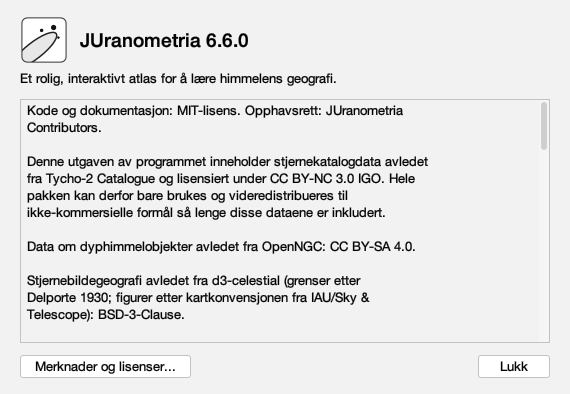 JUranometria 6.6.0
Et rolig, interaktivt atlas for å lære himmelens geografi.
Kode og dokumentasjon: MIT-lisens. Opphavsrett: JUranometria
Contributors.
Denne utgaven av programmet inneholder stjernekatalogdata avledet
fra Tycho-2 Catalogue og lisensiert under CC BY-NC 3.0 IGO. Hele
pakken kan derfor bare brukes og videredistribueres til
ikke-kommersielle formål så lenge disse dataene er inkludert.
Data om dyphimmelobjekter avledet fra OpenNGC: CC BY-SA 4.0.
Stjernebildegeografi avledet fra d3-celestial (grenser etter
Delporte 1930; figurer etter kartkonvensjonen fra IAU/Sky &
Telescope): BSD-3-Clause.
Merknader og lisenser...
Lukk